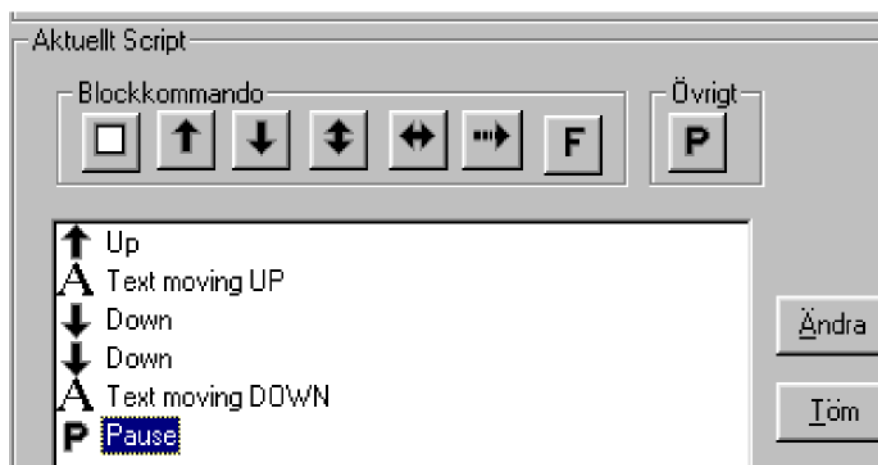 Aktuellt Script
Blockkommando
Övrigt
F
P
Up
A Text moving UP
Down
Down
A Text moving DOWN
P Pause
Ändra
Töm